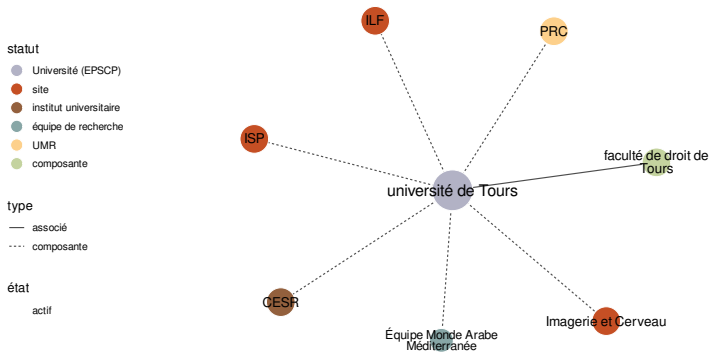 statut
Université (EPSCP)
site
institut universitaire
équipe de recherche
UMR
composante
type
associé
composante
état
actif
ILF
PRC
ISP
faculté de droit de
Tours
université de Tours
CESR
Équipe Monde Arabe
Méditerranée
Imagerie et Cerveau